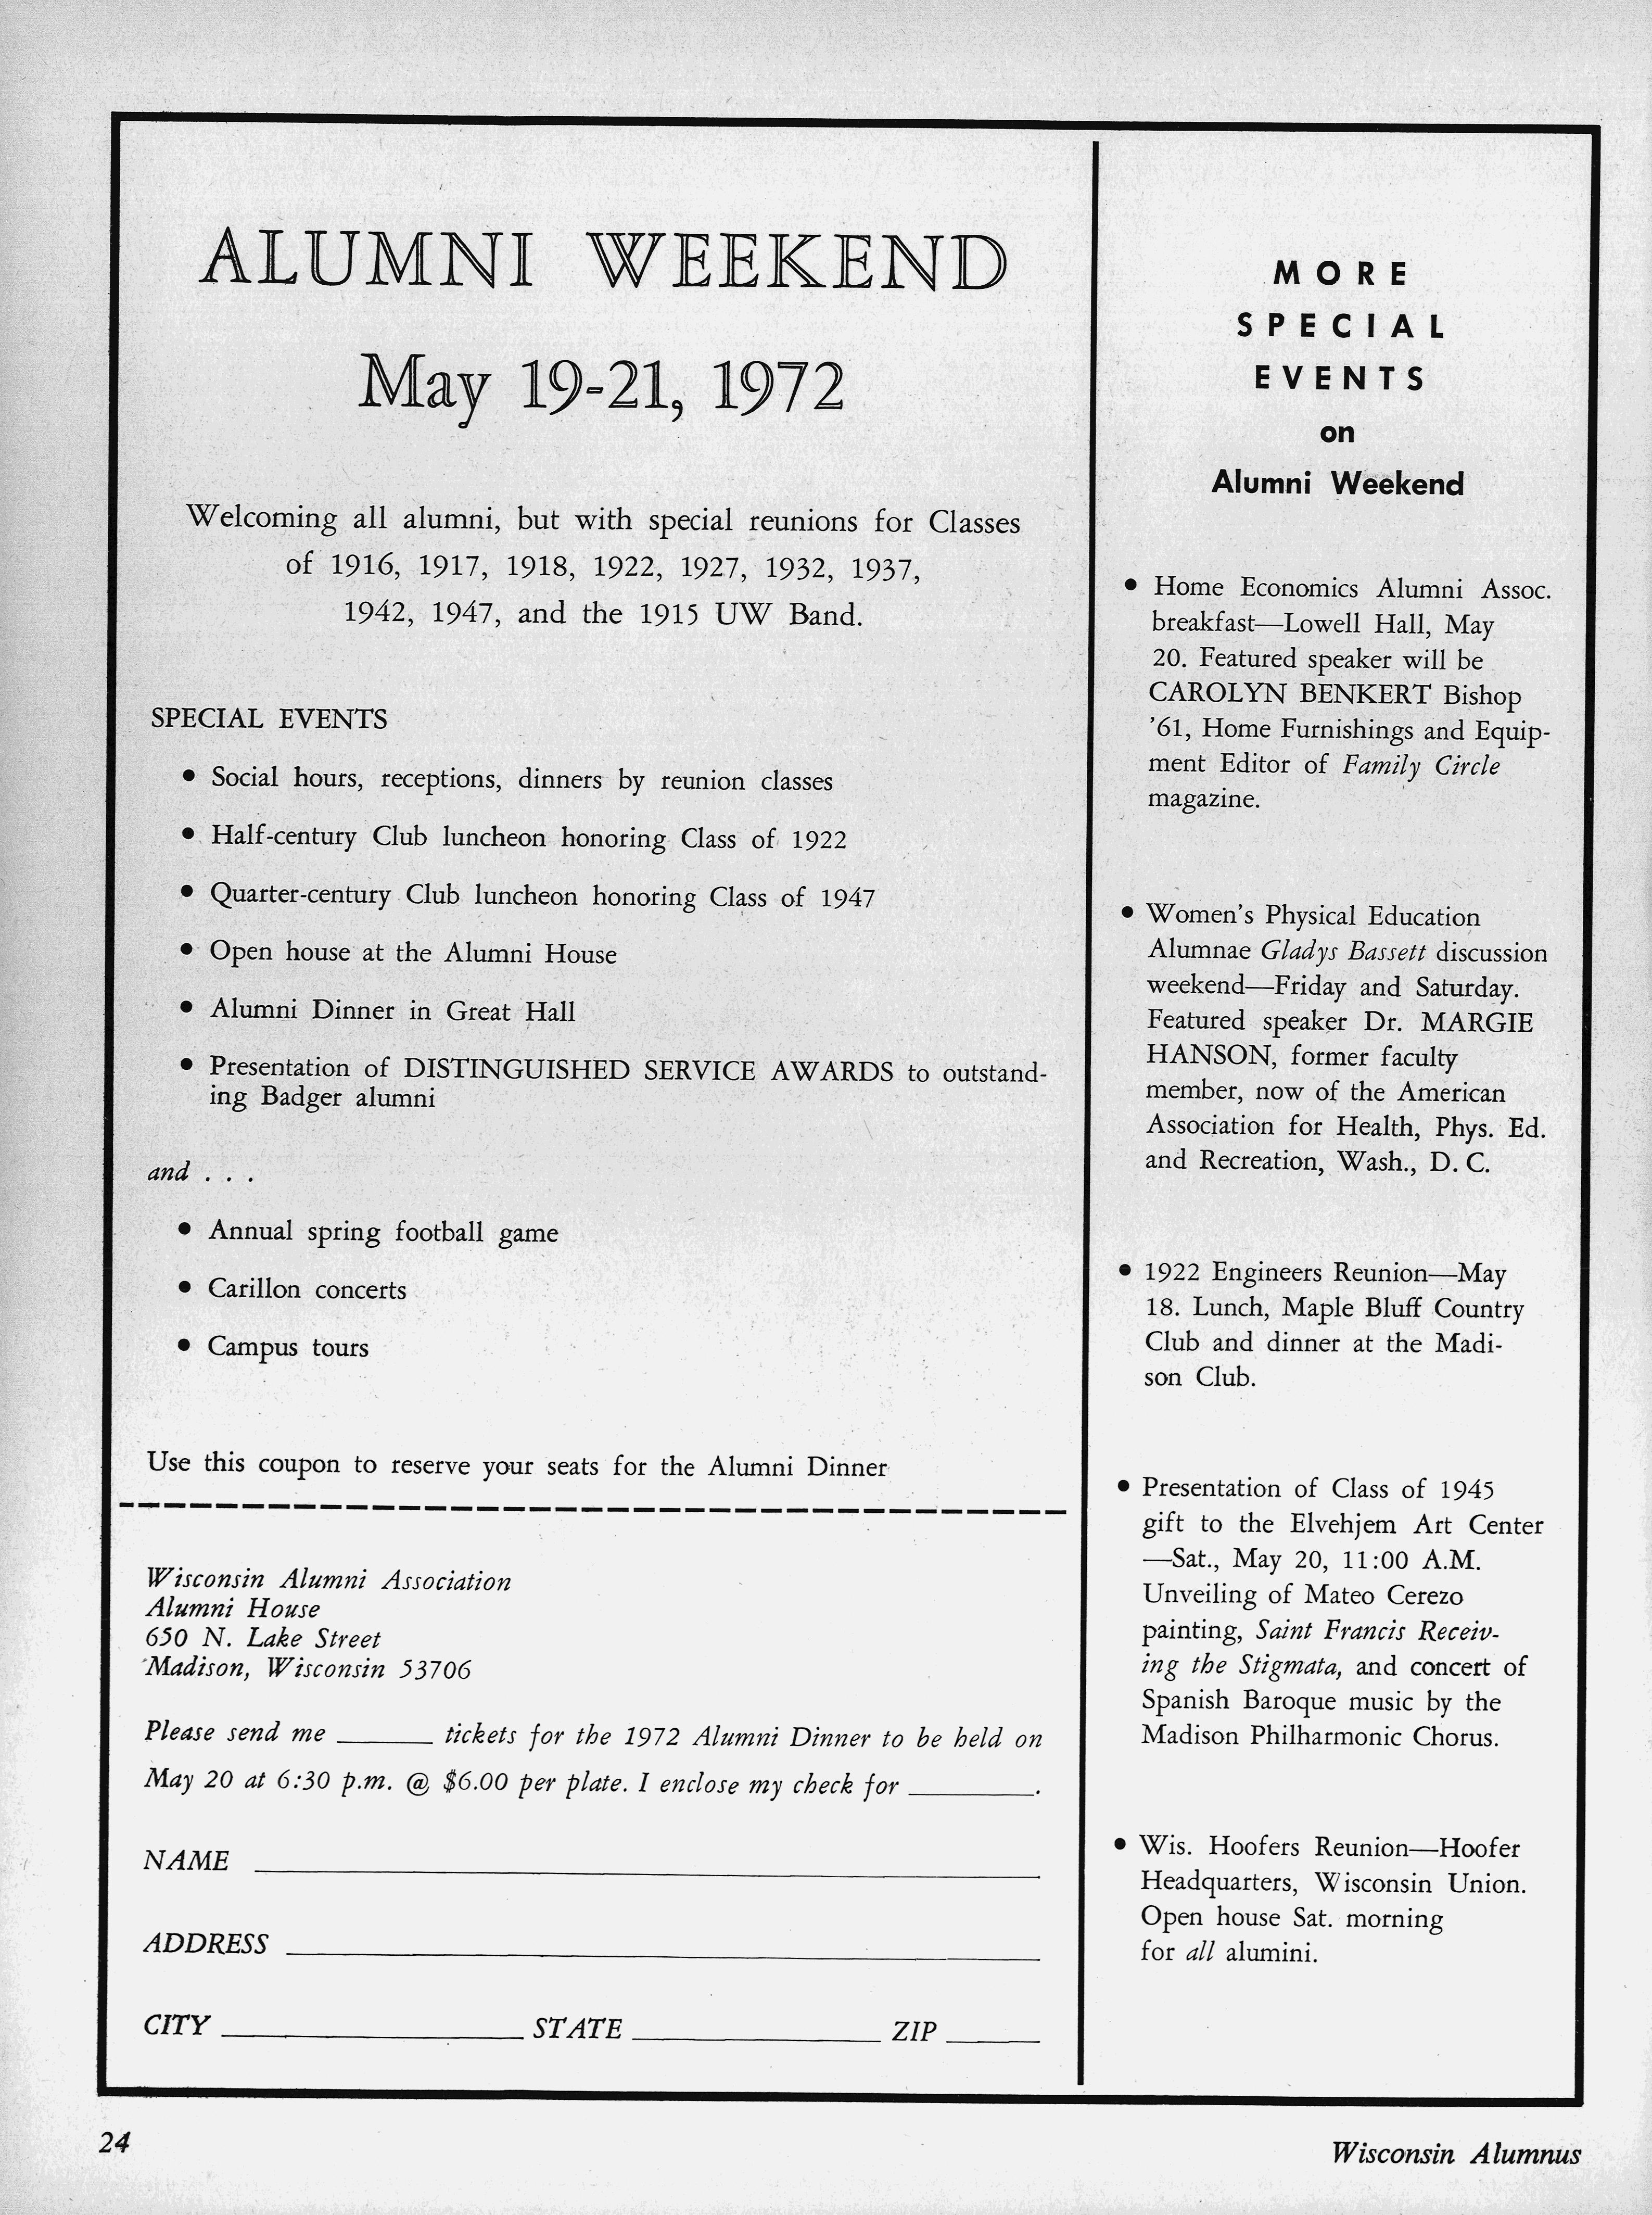 ALUMNI WEEKEND
May 19-21, 1972
Welcoming all alumni, but with special reunions for Classes
of 1916, 1917, 1918, 1922, 1927, 1932, 1937,
1942, 1947, and the 1915 UW Band.
SPECIAL EVENTS
• Social hours, receptions, dinners by reunion classes
• Half-century Club luncheon honoring Class of 1922
• Quarter-century Club luncheon honoring Class of 1947
• Open house at the Alumni House
• Alumni Dinner in Great Hall
• Presentation of DISTINGUISHED SERVICE AWARDS to outstand-
ing Badger alumni
and . . .
• Annual spring football game
• Carillon concerts
• Campus tours
Use this coupon to reserve your seats for the Alumni Dinner
Wisconsin Alumni Association
Alumni House
650 N. Lake Street
Madison, Wisconsin 53706
Please send me ______ tickets for the 1972 Alumni Dinner to be held on
May 20 at 6:30 p.m. @ $6.00 per plate. I enclose my check for ________.
NAME
ADDRESS
CITY ________ STATE ________ ZIP ______
MORE
SPECIAL
EVENTS
on
Alumni Weekend
• Home Economics Alumni Assoc.
breakfast—Lowell Hall, May
20. Featured speaker will be
CAROLYN BENKERT Bishop
’61, Home Furnishings and Equip-
ment Editor of Family Circle
magazine.
• Women’s Physical Education
Alumnae Gladys Bassett discussion
weekend—Friday and Saturday.
Featured speaker Dr. MARGIE
HANSON, former faculty
member, now of the American
Association for Health, Phys. Ed.
and Recreation, Wash., D. C.
• 1922 Engineers Reunion—May
18. Lunch, Maple Bluff Country
Club and dinner at the Madi-
son Club.
• Presentation of Class of 1945
gift to the Elvehjem Art Center
—Sat., May 20, 11:00 A.M.
Unveiling of Mateo Cerezo
painting, Saint Francis Receiv-
ing the Stigmata, and concert of
Spanish Baroque music by the
Madison Philharmonic Chorus.
• Wis. Hoofers Reunion—Hoofer
Headquarters, Wisconsin Union.
Open house Sat. morning
for all alumini.
24
Wisconsin Alumnus